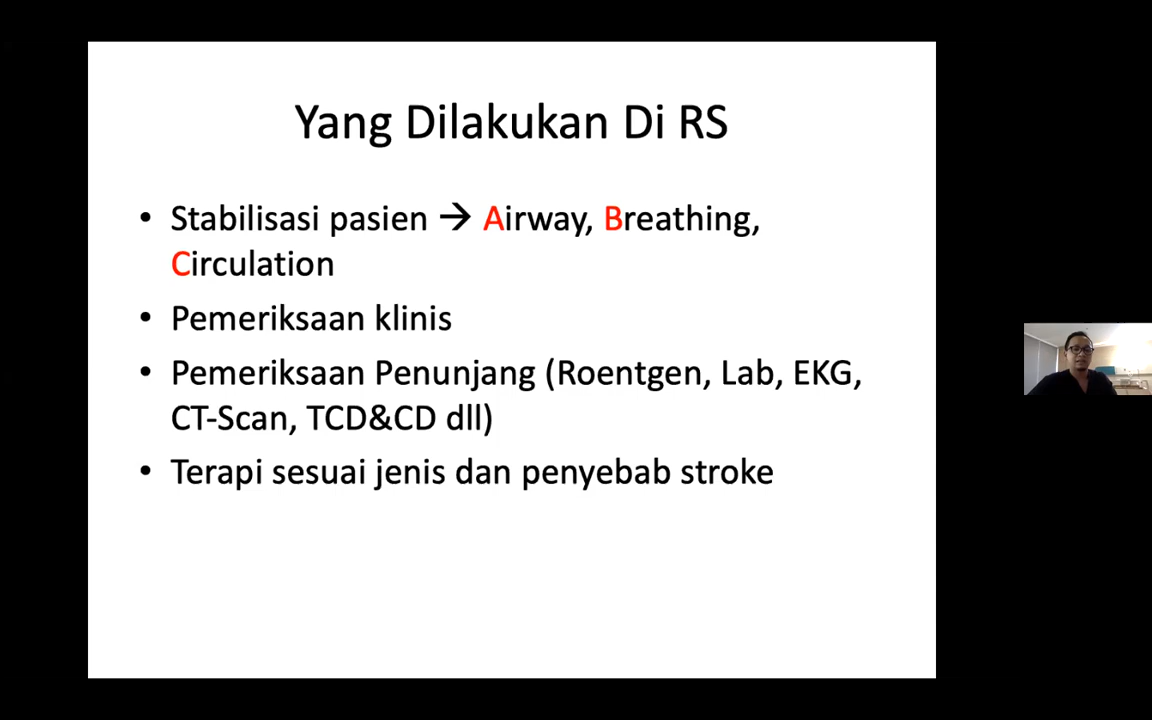 Yang Dilakukan Di RS
• Stabilisasi pasien → Airway, Breathing,
Circulation
• Pemeriksaan klinis
• Pemeriksaan Penunjang (Roentgen, Lab, EKG,
CT-Scan, TCD&CD dll)
• Terapi sesuai jenis dan penyebab stroke